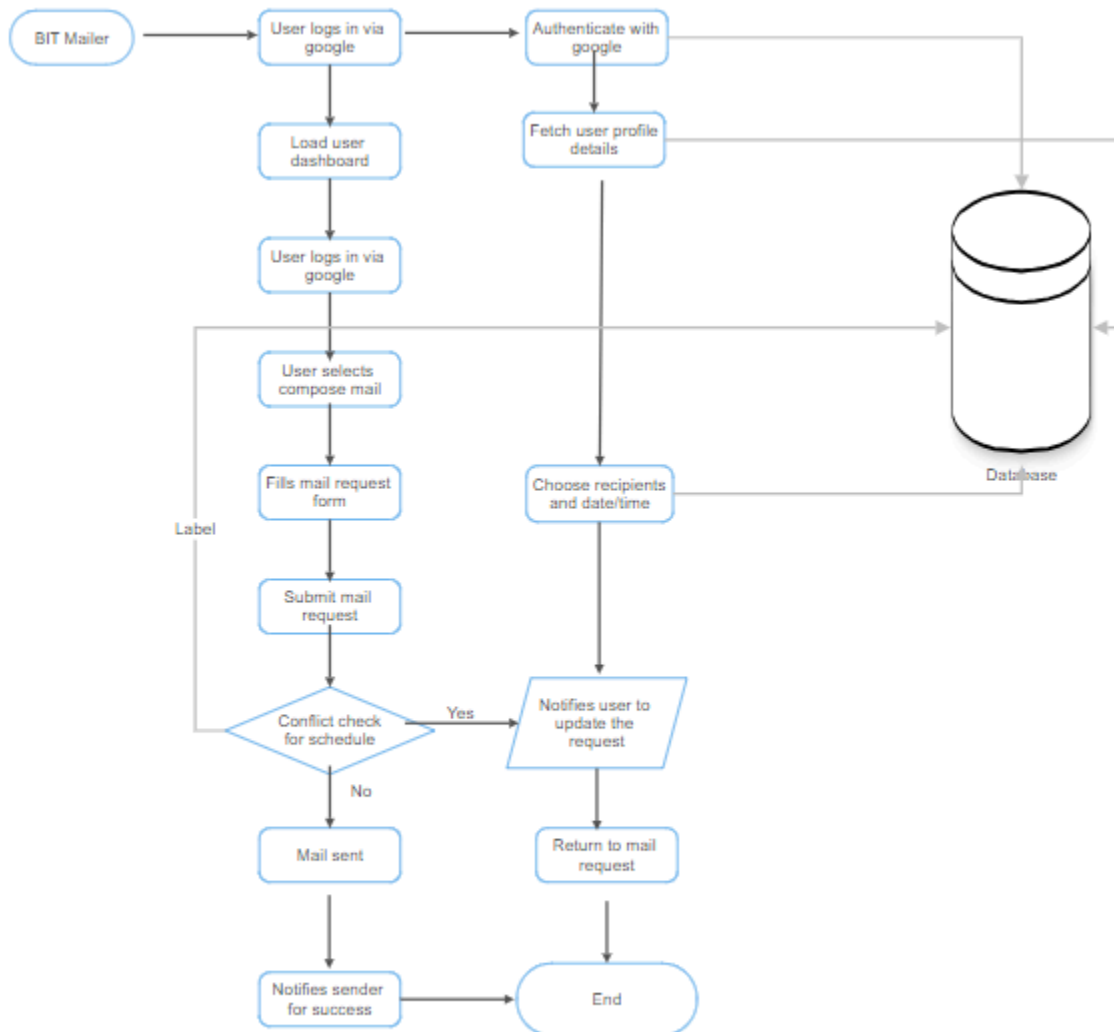 BIT Mailer
User logs in via
google
Authenticate with
google
Load user
dashboard
Fetch user profile
details
User logs in via
google
User selects
compose mail
Fills mail request
form
Choose recipients
and date/time
Database
Label
Submit mail
request
Conflict check
for schedule
Yes
Notifies user to
update the
request
No
Mail sent
Return to mail
request
Notifies sender
for success
End